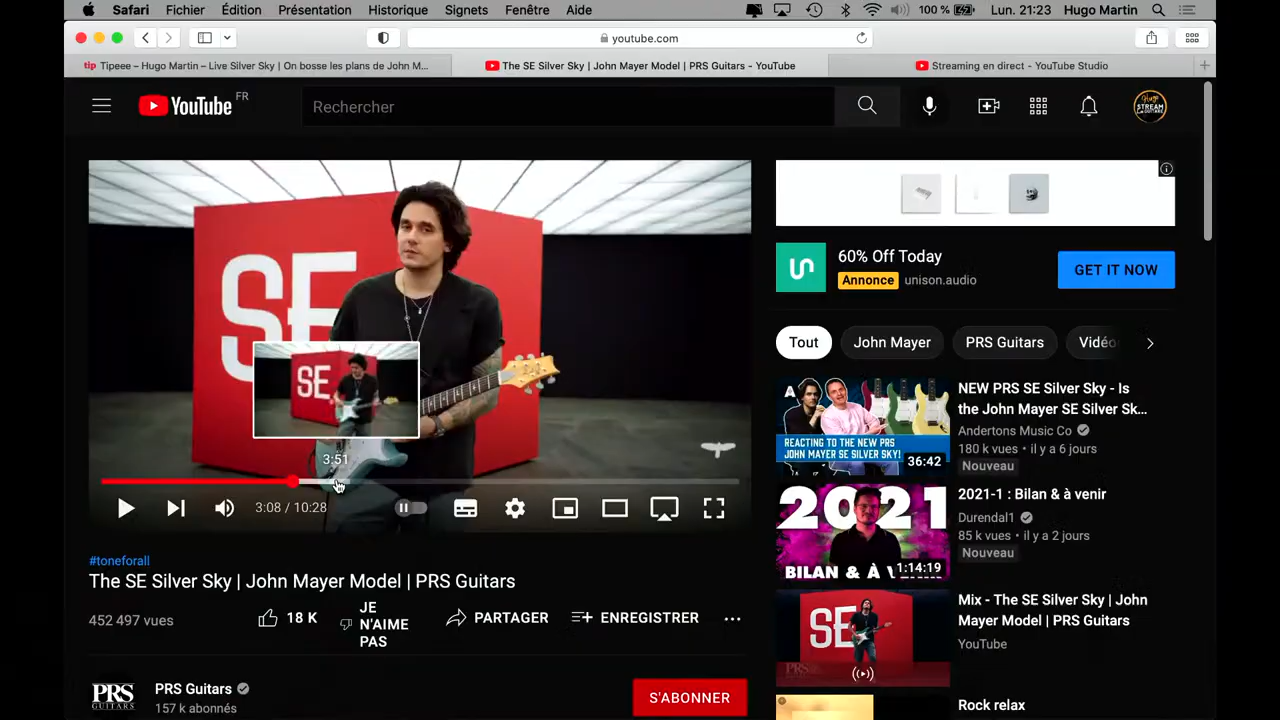 Safari Fichier Édition Présentation Historique Signets Fenêtre Aide 100 % Lun. 21:23 Hugo Martin
youtube.com
tip Tipeee – Hugo Martin – Live Silver Sky | On bosse les plans de John M...
The SE Silver Sky | John Mayer Model | PRS Guitars - YouTube
Streaming en direct - YouTube Studio
YouTube FR
Rechercher
SE
SE
3:51
3:08 / 10:28
#toneforall
The SE Silver Sky | John Mayer Model | PRS Guitars
452 497 vues
18 K
JE
N'AIME
PAS
PARTAGER
ENREGISTRER
PRS
GUITARS
PRS Guitars
157 k abonnés
S'ABONNER
60% Off Today
Annonce unison.audio
GET IT NOW
Tout
John Mayer
PRS Guitars
REACTING TO THE NEW PRS
JOHN MAYER SE SILVER SKY!
36:42
NEW PRS SE Silver Sky - Is
the John Mayer SE Silver Sk...
Andertons Music Co
180 k vues • il y a 6 jours
Nouveau
2021
BILAN & À
1:14:19
2021-1 : Bilan & à venir
Durendal1
85 k vues • il y a 2 jours
Nouveau
SE
PRS
GUITARS
Mix - The SE Silver Sky | John
Mayer Model | PRS Guitars
YouTube
Rock relax